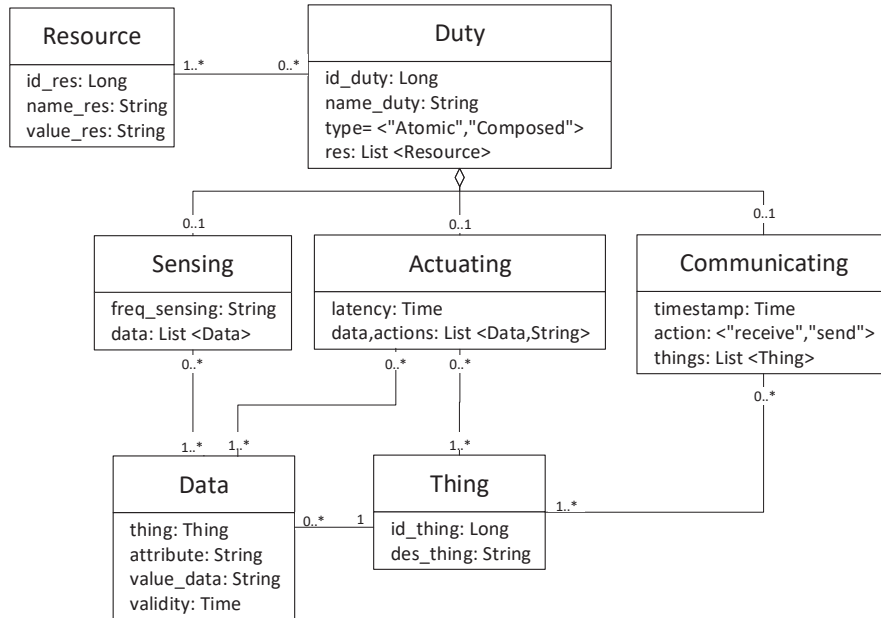 Resource
id_res: Long
name_res: String
value_res: String
1..*
0..*
Duty
id_duty: Long
name_duty: String
type= <"Atomic","Composed">
res: List <Resource>
0..1
0..1
0..1
Sensing
freq_sensing: String
data: List <Data>
Actuating
latency: Time
data,actions: List <Data,String>
Communicating
timestamp: Time
action: <"receive","send">
things: List <Thing>
0..*
0..*
0..*
0..*
1..*
1..*
1..*
Data
thing: Thing
attribute: String
value_data: String
validity: Time
0..*
1
Thing
id_thing: Long
des_thing: String
1..*